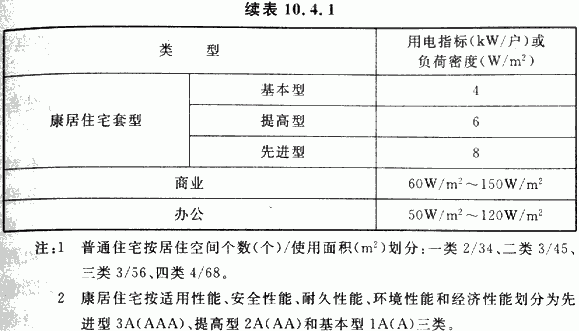 续表 10.4.1
类 型
用电指标(kW/户)或
负荷密度(W/m²)
康居住宅套型
基本型
4
提高型
6
先进型
8
商业
60W/m²～150W/m²
办公
50W/m²～120W/m²
注:1 普通住宅按居住空间个数(个)/使用面积(m²)划分:一类 2/34、二类 3/45、
三类 3/56、四类 4/68。
2 康居住宅按适用性能、安全性能、耐久性能、环境性能和经济性能划分为先
进型 3A(AAA)、提高型 2A(AA)和基本型 1A(A)三类。